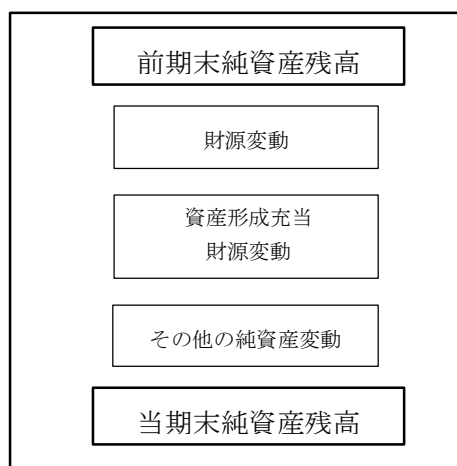 前期末純資産残高
財源変動
資産形成充当
財源変動
その他の純資産変動
当期末純資産残高